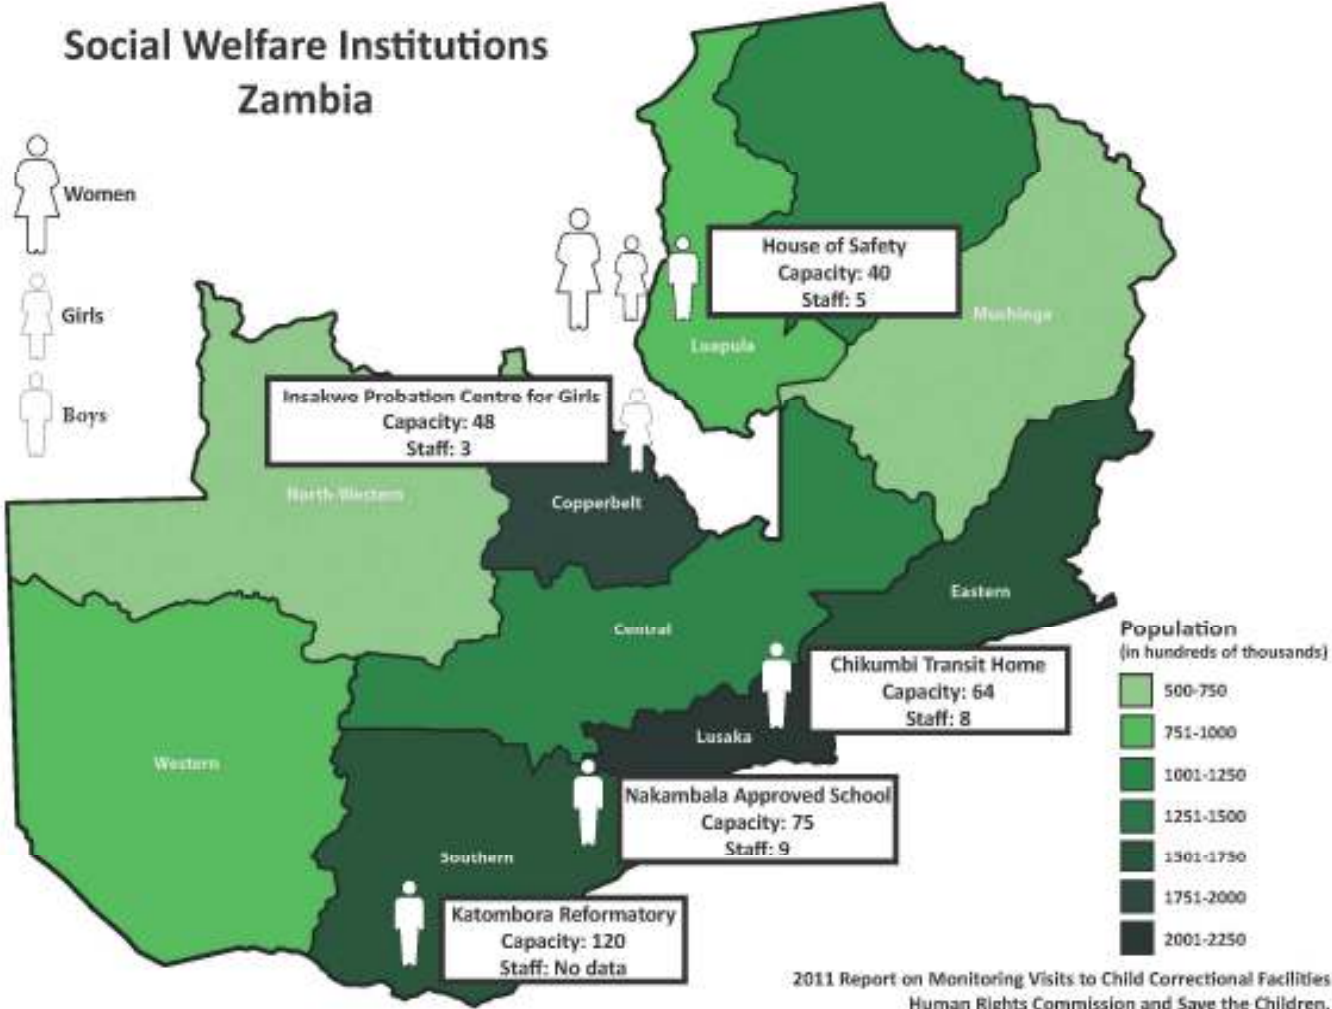 Social Welfare Institutions
Zambia
Women
Girls
Boys
House of Safety
Capacity: 40
Staff: 5
Muchinga
Luapula
Insakwe Probation Centre for Girls
Capacity: 48
Staff: 3
North-Western
Copperbelt
Eastern
Central
Population
(in hundreds of thousands)
500-750
751-1000
1001-1250
1251-1500
1501-1750
1751-2000
2001-2250
Chikumbi Transit Home
Capacity: 64
Staff: 8
Lusaka
Western
Nakambala Approved School
Capacity: 75
Staff: 9
Southern
Katombora Reformatory
Capacity: 120
Staff: No data
2011 Report on Monitoring Visits to Child Correctional Facilities
Human Rights Commission and Save the Children.